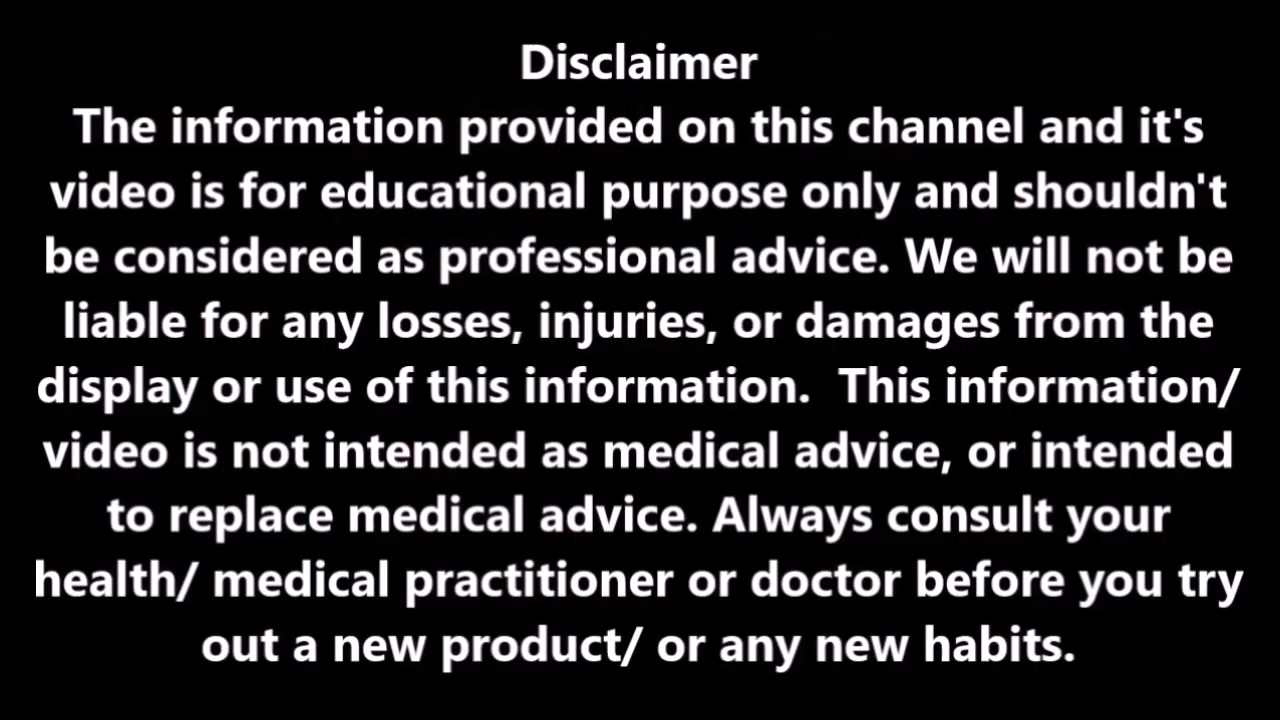 Disclaimer
The information provided on this channel and it's
video is for educational purpose only and shouldn't
be considered as professional advice. We will not be
liable for any losses, injuries, or damages from the
display or use of this information.  This information/
video is not intended as medical advice, or intended
to replace medical advice. Always consult your
health/ medical practitioner or doctor before you try
out a new product/ or any new habits.